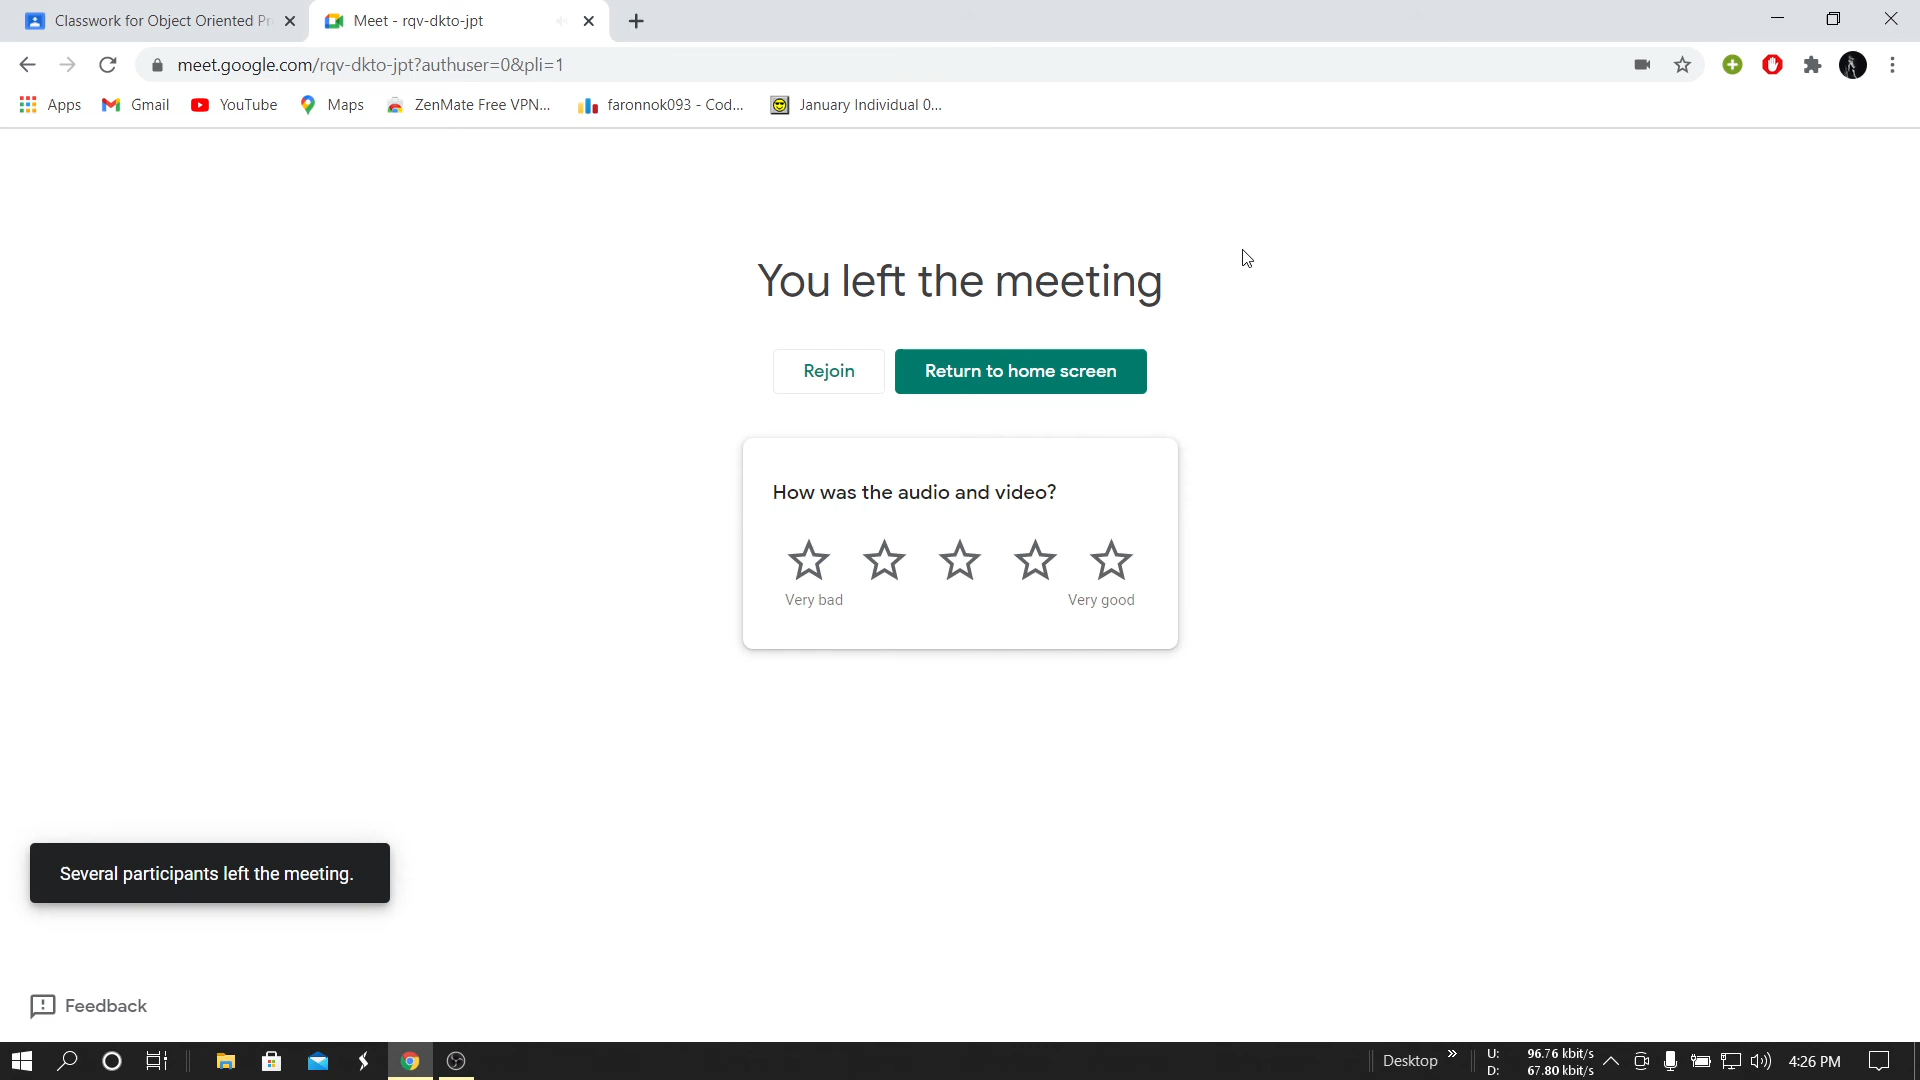 Classwork for Object Oriented Pr
Meet - rqv-dkto-jpt
meet.google.com/rqv-dkto-jpt?authuser=0&pli=1
Apps
Gmail
YouTube
Maps
ZenMate Free VPN...
faronnok093 - Cod...
January Individual 0...
You left the meeting
Rejoin
Return to home screen
How was the audio and video?
Very bad
Very good
Several participants left the meeting.
Feedback
Desktop
U: 96.76 kbit/s
D: 67.80 kbit/s
4:26 PM